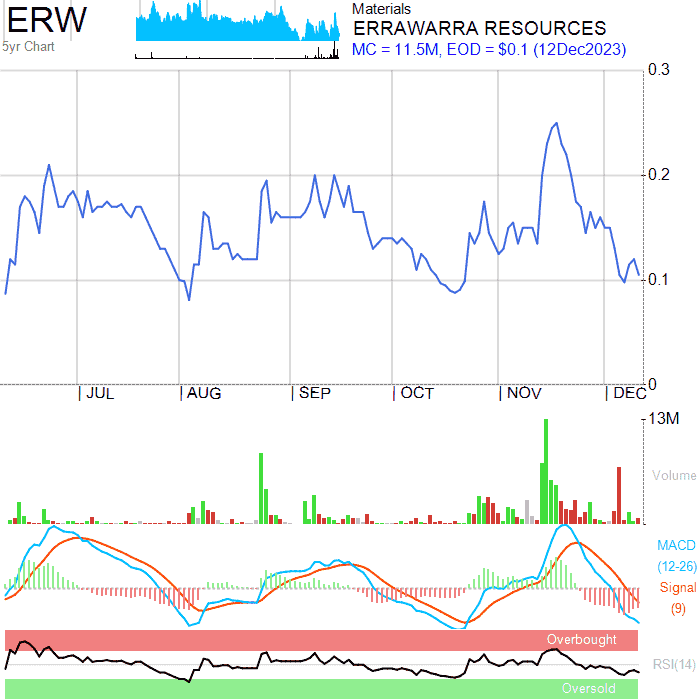 ERW
5yr Chart
Materials
ERRAWARRA RESOURCES
MC = 11.5M, EOD = $0.1 (12Dec2023)
0.3
0.2
0.1
0
| JUL | AUG | SEP | OCT | NOV | DEC
13M
Volume
MACD
(12-26)
Signal
(9)
Overbought
RSI(14)
Oversold